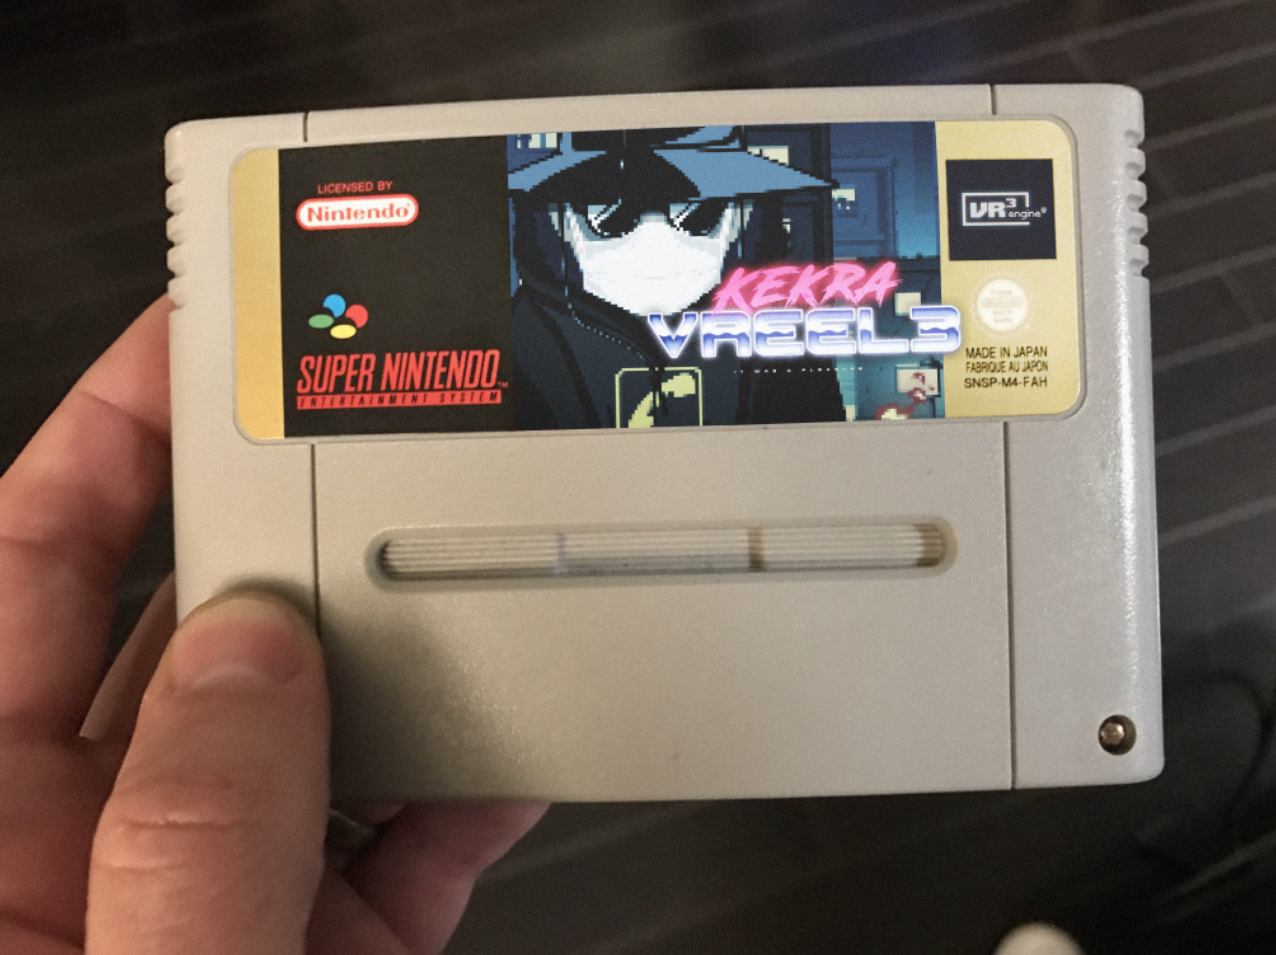 LICENSED BY
Nintendo®
SUPER NINTENDO™
ENTERTAINMENT SYSTEM
KEKRA
VREEL3
VR3
engine®
MADE IN JAPAN
FABRIQUE AU JAPON
SNSP-M4-FAH